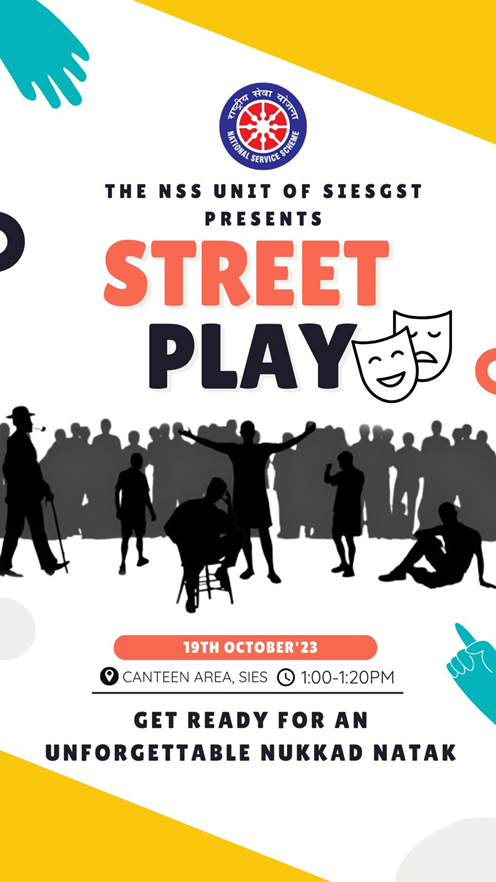 राष्ट्रीय सेवा योजना
NATIONAL SERVICE SCHEME
THE NSS UNIT OF SIESGST
PRESENTS
STREET
PLAY
19TH OCTOBER'23
CANTEEN AREA, SIES 1:00-1:20PM
GET READY FOR AN
UNFORGETTABLE NUKKAD NATAK